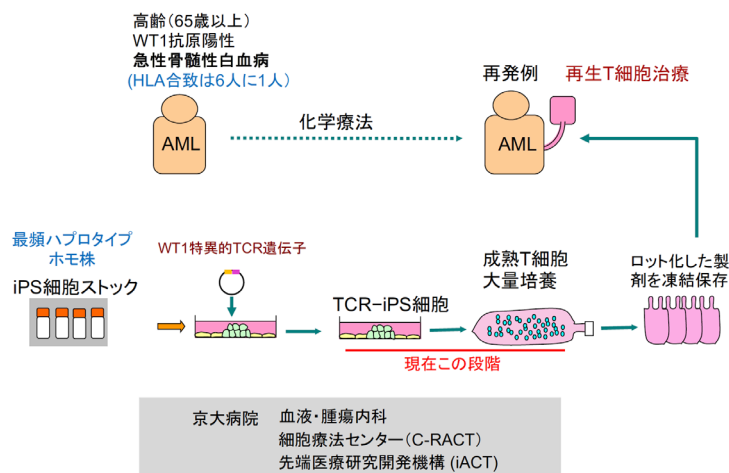 高齢(65歳以上)
WT1抗原陽性
急性骨髄性白血病
(HLA合致は6人に1人)
AML
化学療法
再発例
再生T細胞治療
AML
最頻ハプロタイプ
ホモ株
iPS細胞ストック
WT1特異的TCR遺伝子
TCR-iPS細胞
成熟T細胞
大量培養
ロット化した製
剤を凍結保存
現在この段階
京大病院 血液・腫瘍内科
細胞療法センター(C-RACT)
先端医療研究開発機構 (iACT)